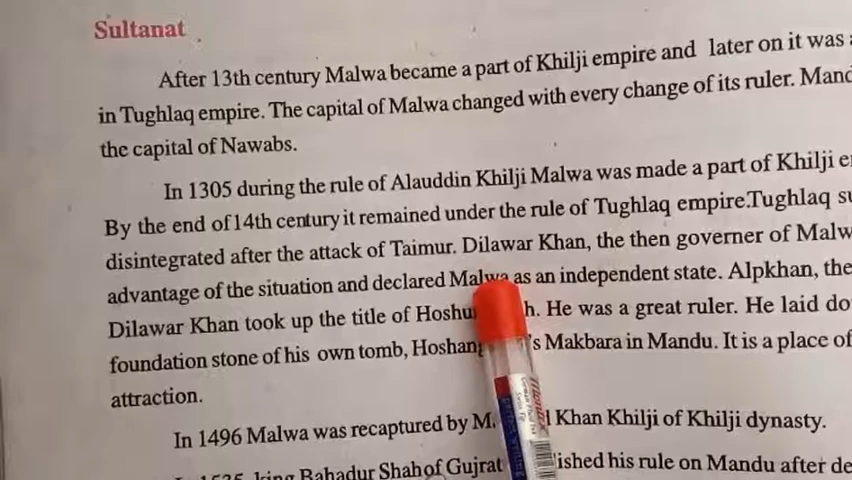 Sultanat
After 13th century Malwa became a part of Khilji empire and later on it was
in Tughlaq empire. The capital of Malwa changed with every change of its ruler. Mand
the capital of Nawabs.
In 1305 during the rule of Alauddin Khilji Malwa was made a part of Khilji e
By the end of 14th century it remained under the rule of Tughlaq empire.Tughlaq su
disintegrated after the attack of Taimur. Dilawar Khan, the then governer of Malw
advantage of the situation and declared Malwa as an independent state. Alpkhan, the
Dilawar Khan took up the title of Hoshu h. He was a great ruler. He laid do
foundation stone of his own tomb, Hoshang 's Makbara in Mandu. It is a place of
attraction.
In 1496 Malwa was recaptured by M Khan Khilji of Khilji dynasty.
king Bahadur Shah of Gujrat ished his rule on Mandu after de
Montex